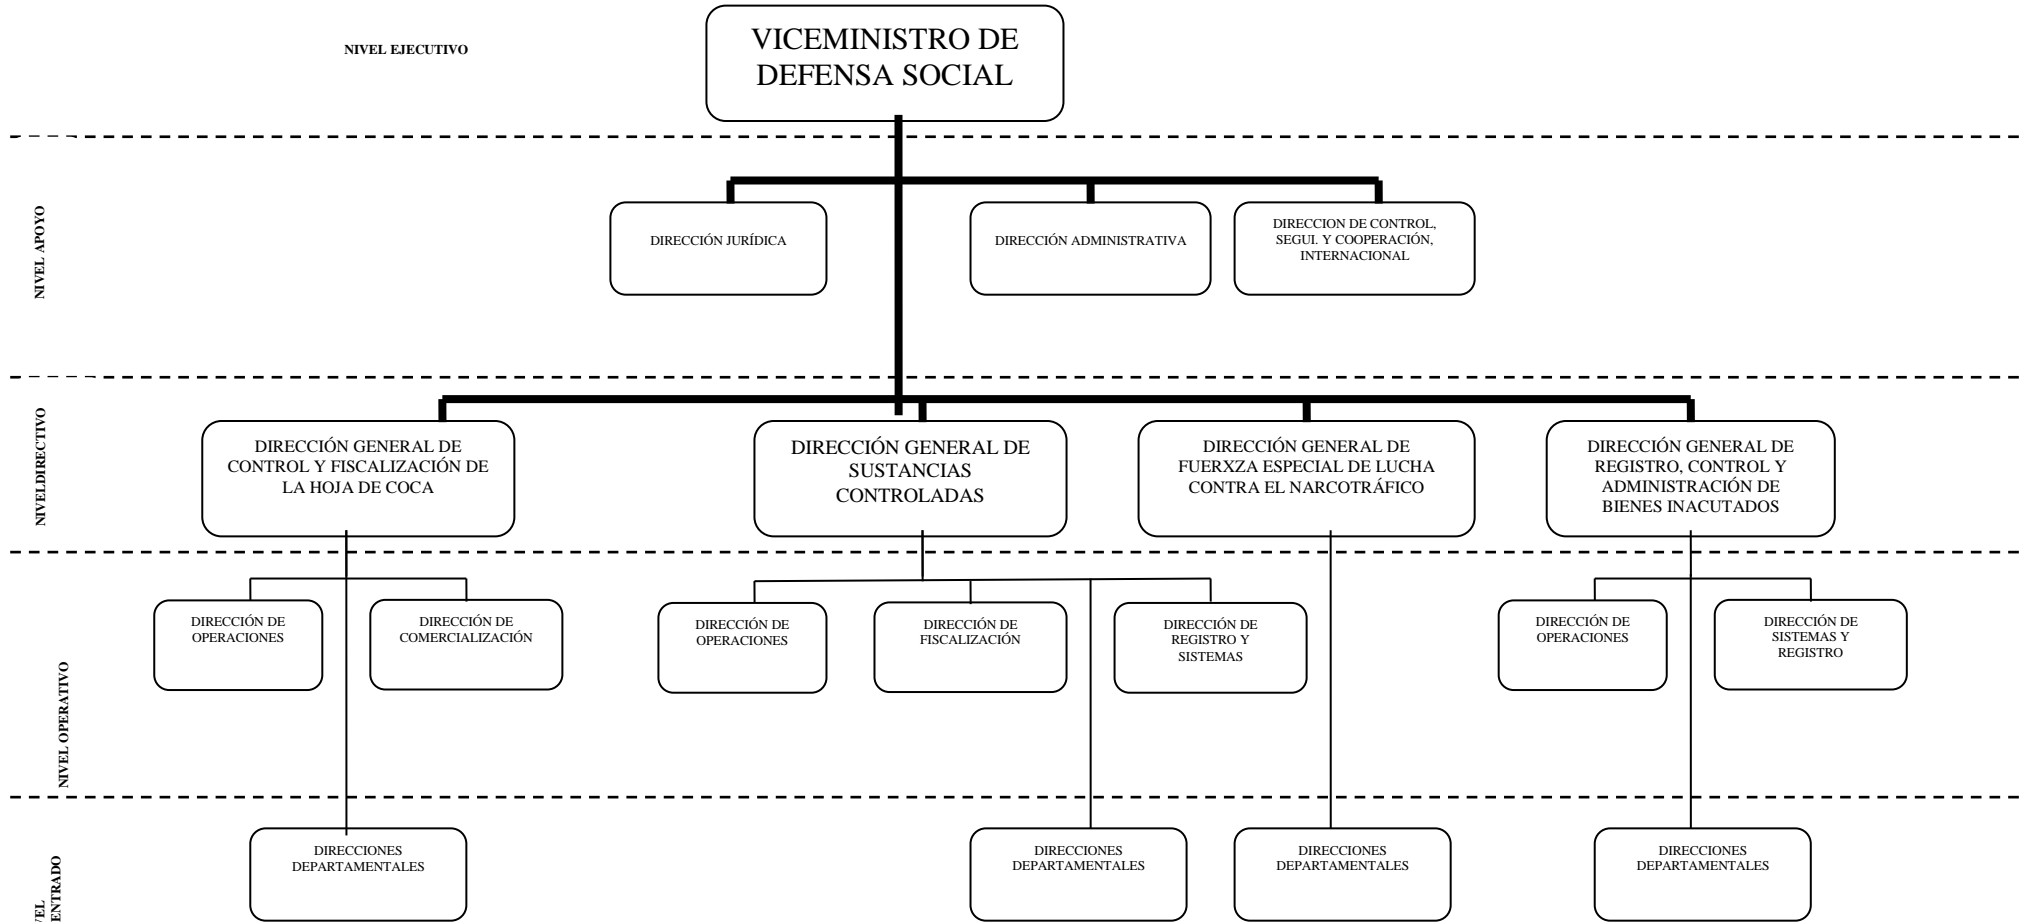 NIVEL EJECUTIVO
VICEMINISTRO DE
DEFENSA SOCIAL
NIVEL APOYO
DIRECCIÓN JURÍDICA
DIRECCIÓN ADMINISTRATIVA
DIRECCION DE CONTROL,
SEGUI. Y COOPERACIÓN,
INTERNACIONAL
NIVELDIRECTIVO
DIRECCIÓN GENERAL DE
CONTROL Y FISCALIZACIÓN DE
LA HOJA DE COCA
DIRECCIÓN GENERAL DE
SUSTANCIAS
CONTROLADAS
DIRECCIÓN GENERAL DE
FUERXZA ESPECIAL DE LUCHA
CONTRA EL NARCOTRÁFICO
DIRECCIÓN GENERAL DE
REGISTRO, CONTROL Y
ADMINISTRACIÓN DE
BIENES INACUTADOS
NIVEL OPERATIVO
DIRECCIÓN DE
OPERACIONES
DIRECCIÓN DE
COMERCIALIZACIÓN
DIRECCIÓN DE
OPERACIONES
DIRECCIÓN DE
FISCALIZACIÓN
DIRECCIÓN DE
REGISTRO Y
SISTEMAS
DIRECCIÓN DE
OPERACIONES
DIRECCIÓN DE
SISTEMAS Y
REGISTRO
DIRECCIONES
DEPARTAMENTALES
DIRECCIONES
DEPARTAMENTALES
DIRECCIONES
DEPARTAMENTALES
DIRECCIONES
DEPARTAMENTALES